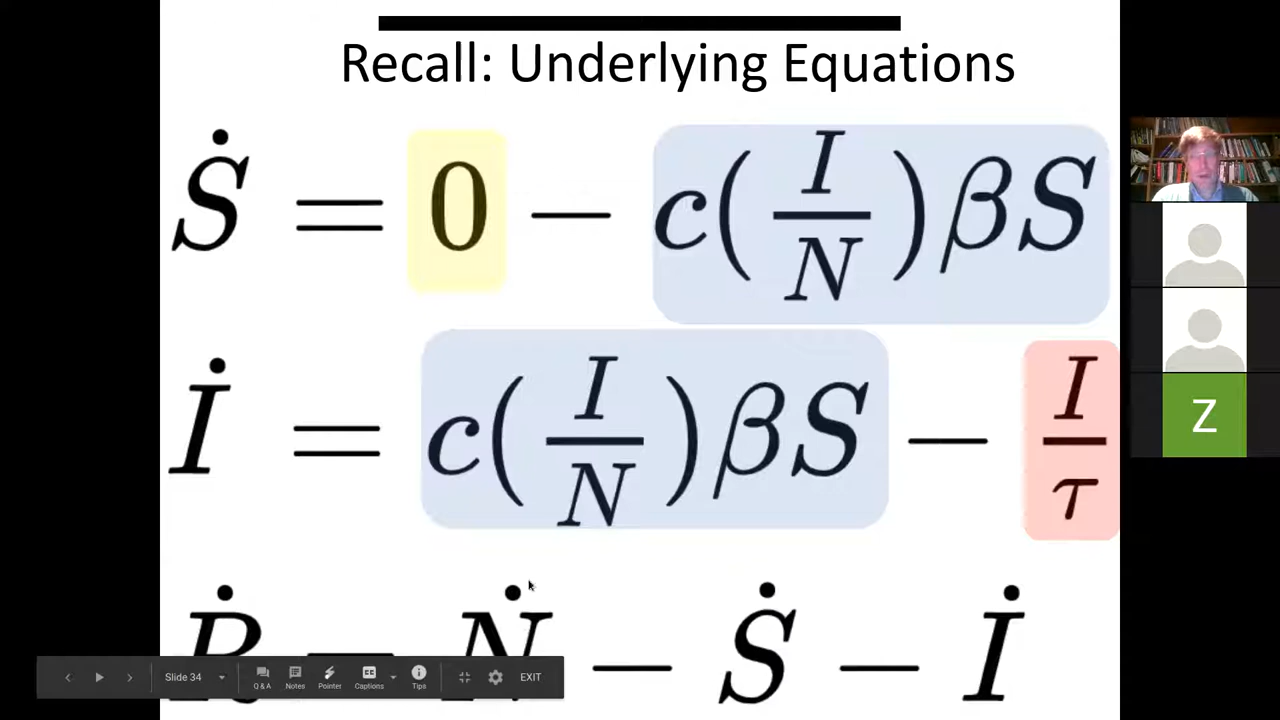 Recall: Underlying Equations
Ṡ = 0 − c(I/N)βS
İ = c(I/N)βS − I/τ
Ṙ = Ṅ − Ṡ − İ
Slide 34
Q & A
Notes
Pointer
Captions
Tips
EXIT
Z